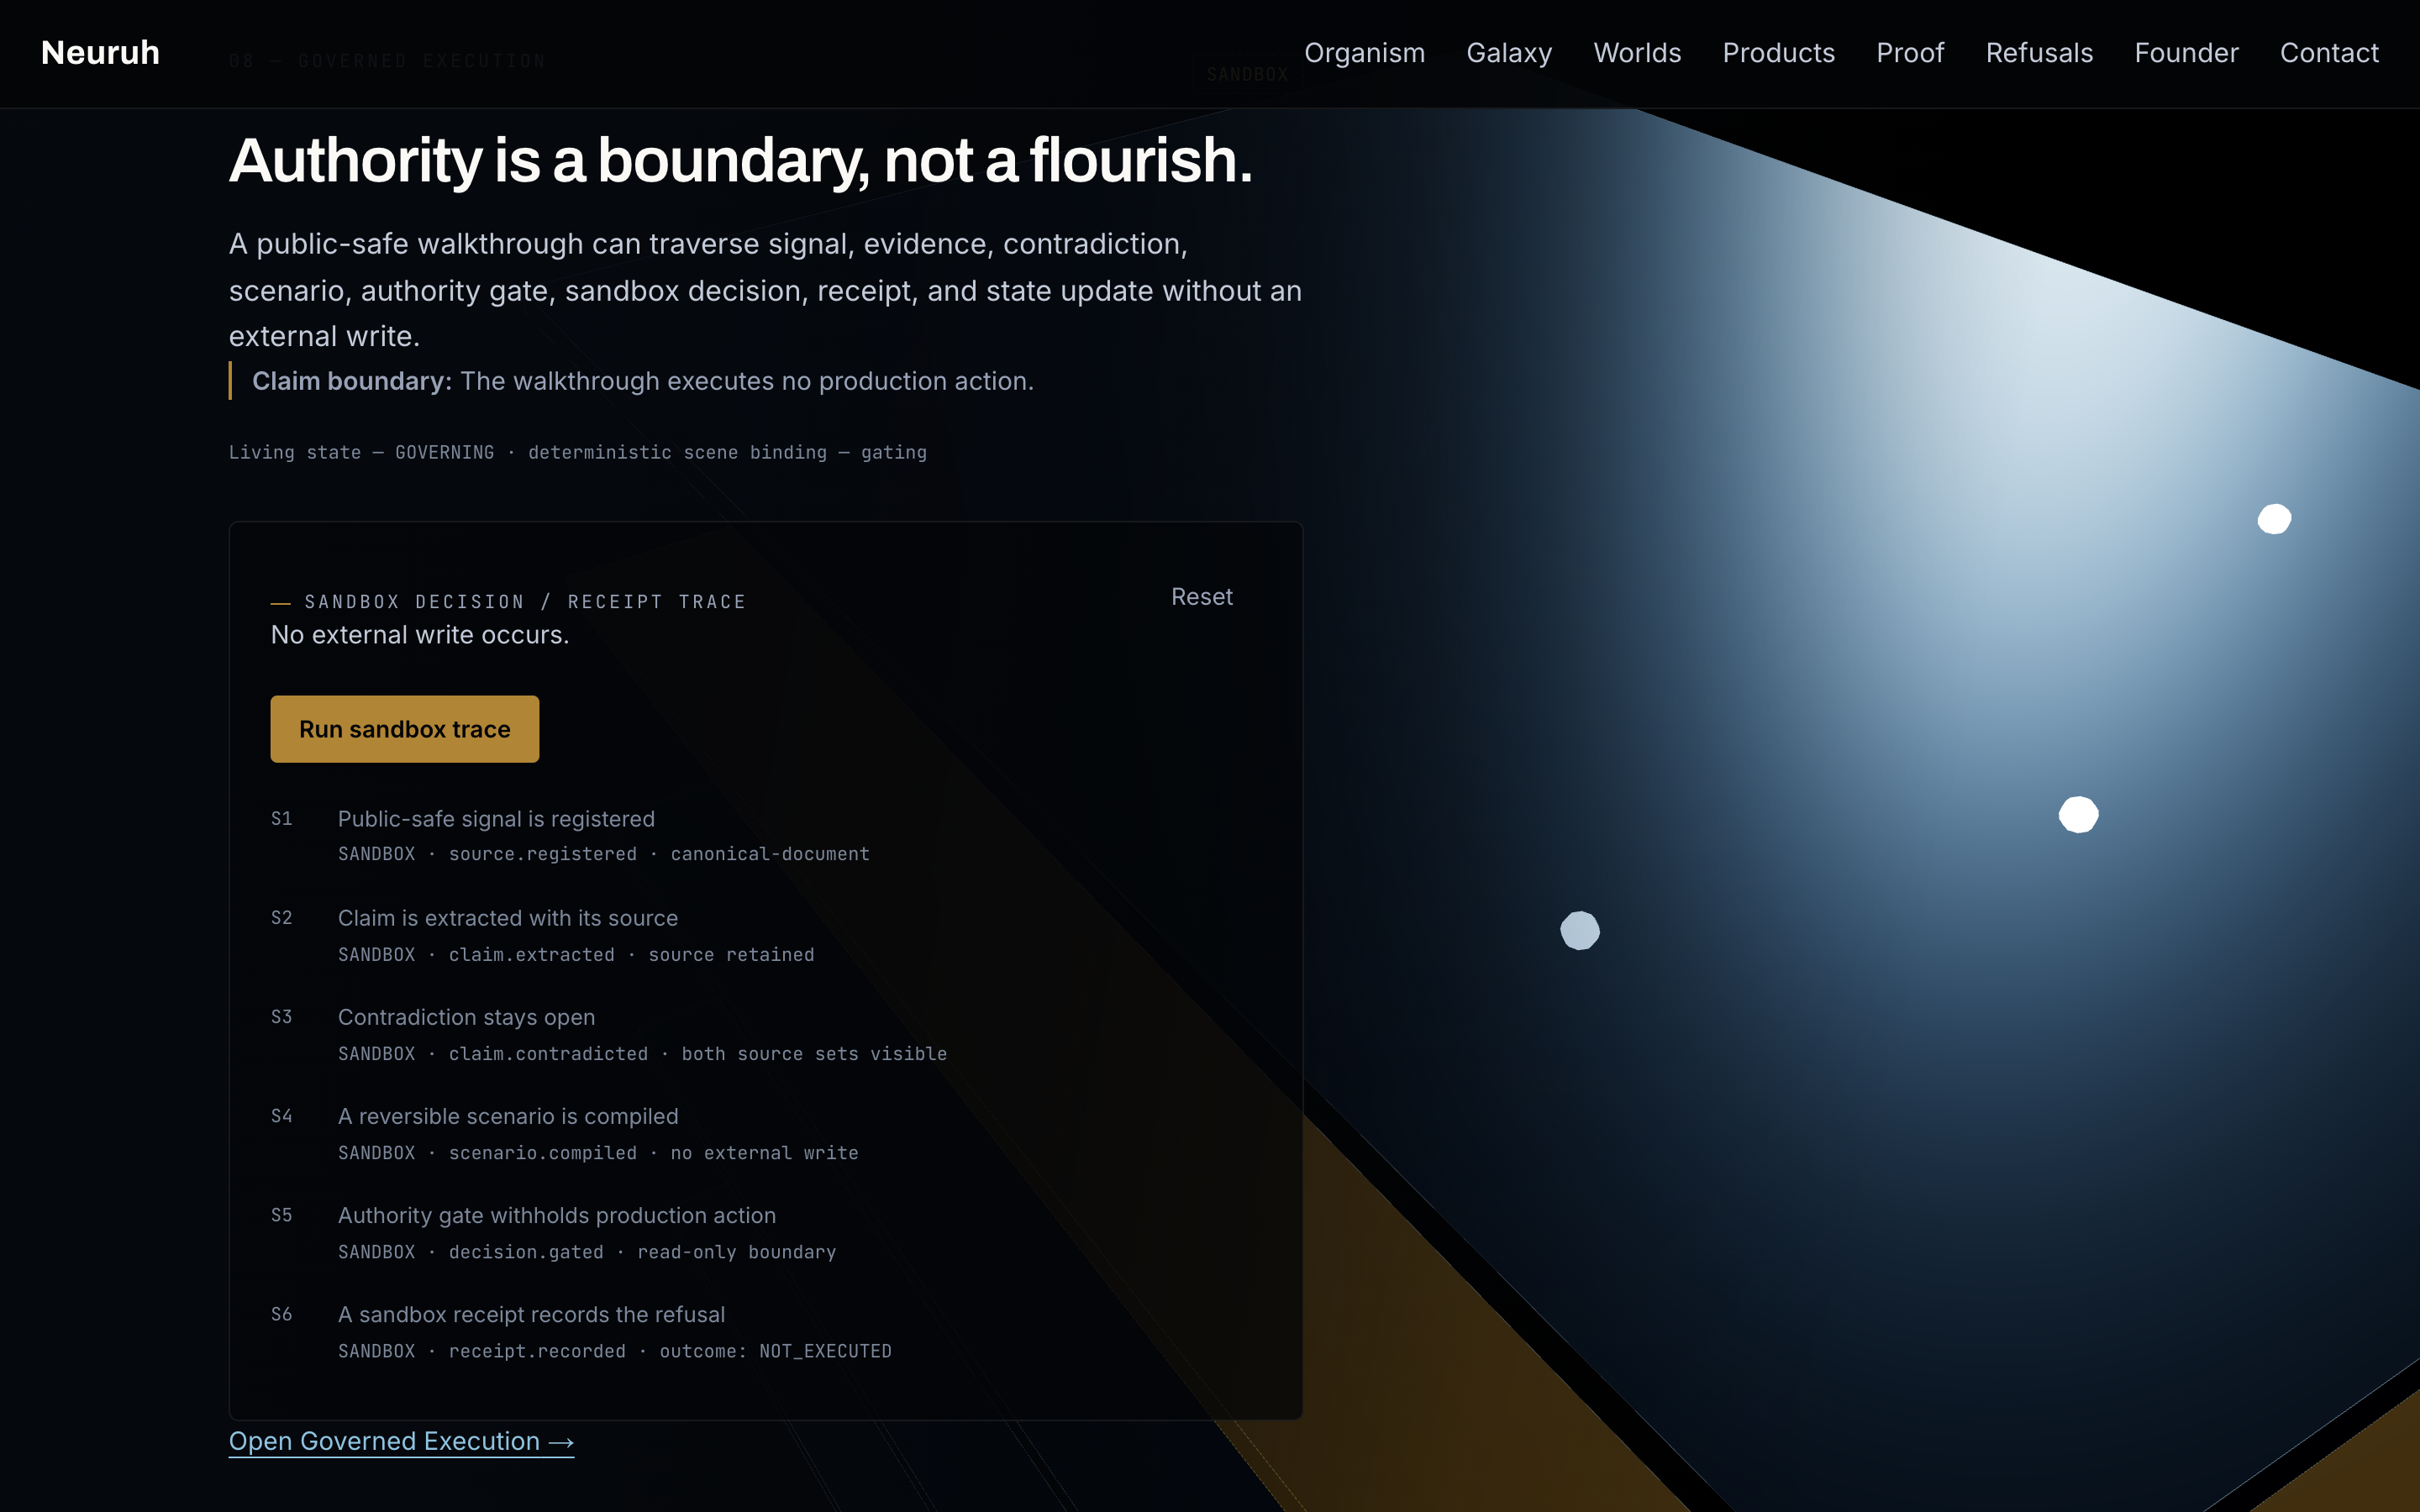 Neuruh
Organism Galaxy Worlds Products Proof Refusals Founder Contact
08 — GOVERNED EXECUTION
SANDBOX
Authority is a boundary, not a flourish.
A public-safe walkthrough can traverse signal, evidence, contradiction,
scenario, authority gate, sandbox decision, receipt, and state update without an
external write.
Claim boundary: The walkthrough executes no production action.
Living state — GOVERNING · deterministic scene binding — gating
— SANDBOX DECISION / RECEIPT TRACE
Reset
No external write occurs.
Run sandbox trace
S1 Public-safe signal is registered
SANDBOX · source.registered · canonical-document
S2 Claim is extracted with its source
SANDBOX · claim.extracted · source retained
S3 Contradiction stays open
SANDBOX · claim.contradicted · both source sets visible
S4 A reversible scenario is compiled
SANDBOX · scenario.compiled · no external write
S5 Authority gate withholds production action
SANDBOX · decision.gated · read-only boundary
S6 A sandbox receipt records the refusal
SANDBOX · receipt.recorded · outcome: NOT_EXECUTED
Open Governed Execution →